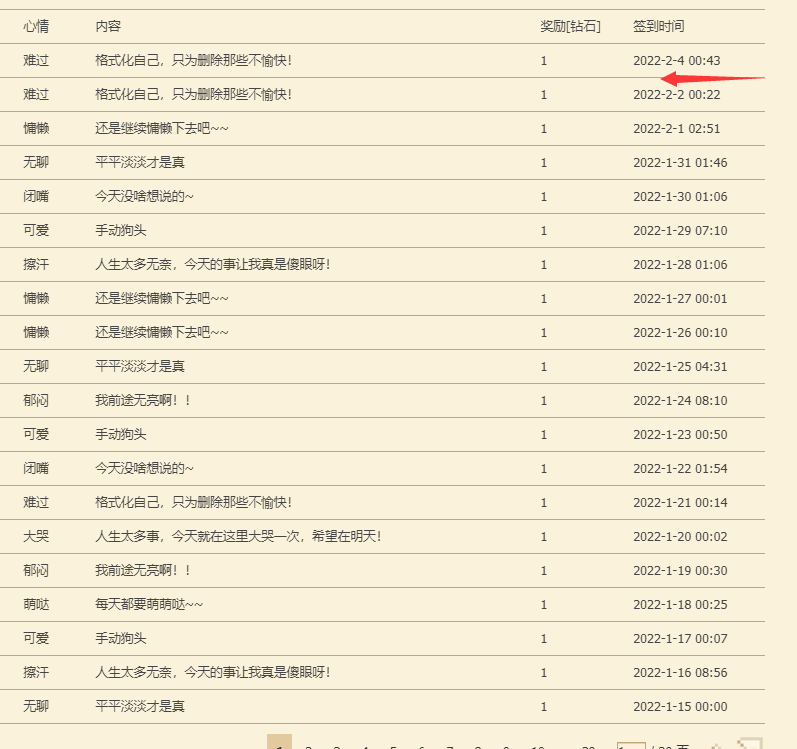 心情 内容 奖励[钻石] 签到时间
难过 格式化自己，只为删除那些不愉快！ 1 2022-2-4 00:43
难过 格式化自己，只为删除那些不愉快！ 1 2022-2-2 00:22
慵懒 还是继续慵懒下去吧~~ 1 2022-2-1 02:51
无聊 平平淡淡才是真 1 2022-1-31 01:46
闭嘴 今天没啥想说的~ 1 2022-1-30 01:06
可爱 手动狗头 1 2022-1-29 07:10
擦汗 人生太多无奈，今天的事让我真是傻眼呀！ 1 2022-1-28 01:06
慵懒 还是继续慵懒下去吧~~ 1 2022-1-27 00:01
慵懒 还是继续慵懒下去吧~~ 1 2022-1-26 00:10
无聊 平平淡淡才是真 1 2022-1-25 04:31
郁闷 我前途无亮啊！！ 1 2022-1-24 08:10
可爱 手动狗头 1 2022-1-23 00:50
闭嘴 今天没啥想说的~ 1 2022-1-22 01:54
难过 格式化自己，只为删除那些不愉快！ 1 2022-1-21 00:14
大哭 人生太多事，今天就在这里大哭一次，希望在明天！ 1 2022-1-20 00:02
郁闷 我前途无亮啊！！ 1 2022-1-19 00:30
萌哒 每天都要萌萌哒~~ 1 2022-1-18 00:25
可爱 手动狗头 1 2022-1-17 00:07
擦汗 人生太多无奈，今天的事让我真是傻眼呀！ 1 2022-1-16 08:56
无聊 平平淡淡才是真 1 2022-1-15 00:00